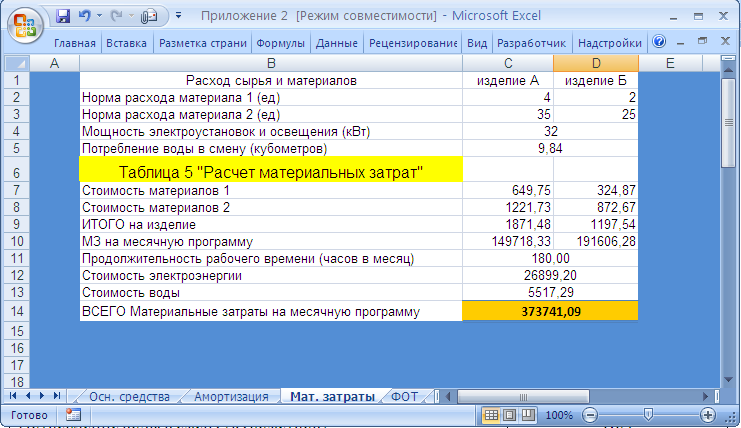 Приложение 2 [Режим совместимости] - Microsoft Excel
Главная Вставка Разметка страни Формулы Данные Рецензирование Вид Разработчик Надстройки
A B C D E
1 Расход сырья и материалов изделие А изделие Б
2 Норма расхода материала 1 (ед) 4 2
3 Норма расхода материала 2 (ед) 35 25
4 Мощность электроустановок и освещения (кВт) 32
5 Потребление воды в смену (кубометров) 9,84
6 Таблица 5 "Расчет материальных затрат"
7 Стоимость материалов 1 649,75 324,87
8 Стоимость материалов 2 1221,73 872,67
9 ИТОГО на изделие 1871,48 1197,54
10 МЗ на месячную программу 149718,33 191606,28
11 Продолжительность рабочего времени (часов в месяц) 180,00
12 Стоимость электроэнергии 26899,20
13 Стоимость воды 5517,29
14 ВСЕГО Материальные затраты на месячную программу 373741,09
15
16
17
18
Осн. средства Амортизация Мат. затраты ФОТ
Готово 100%